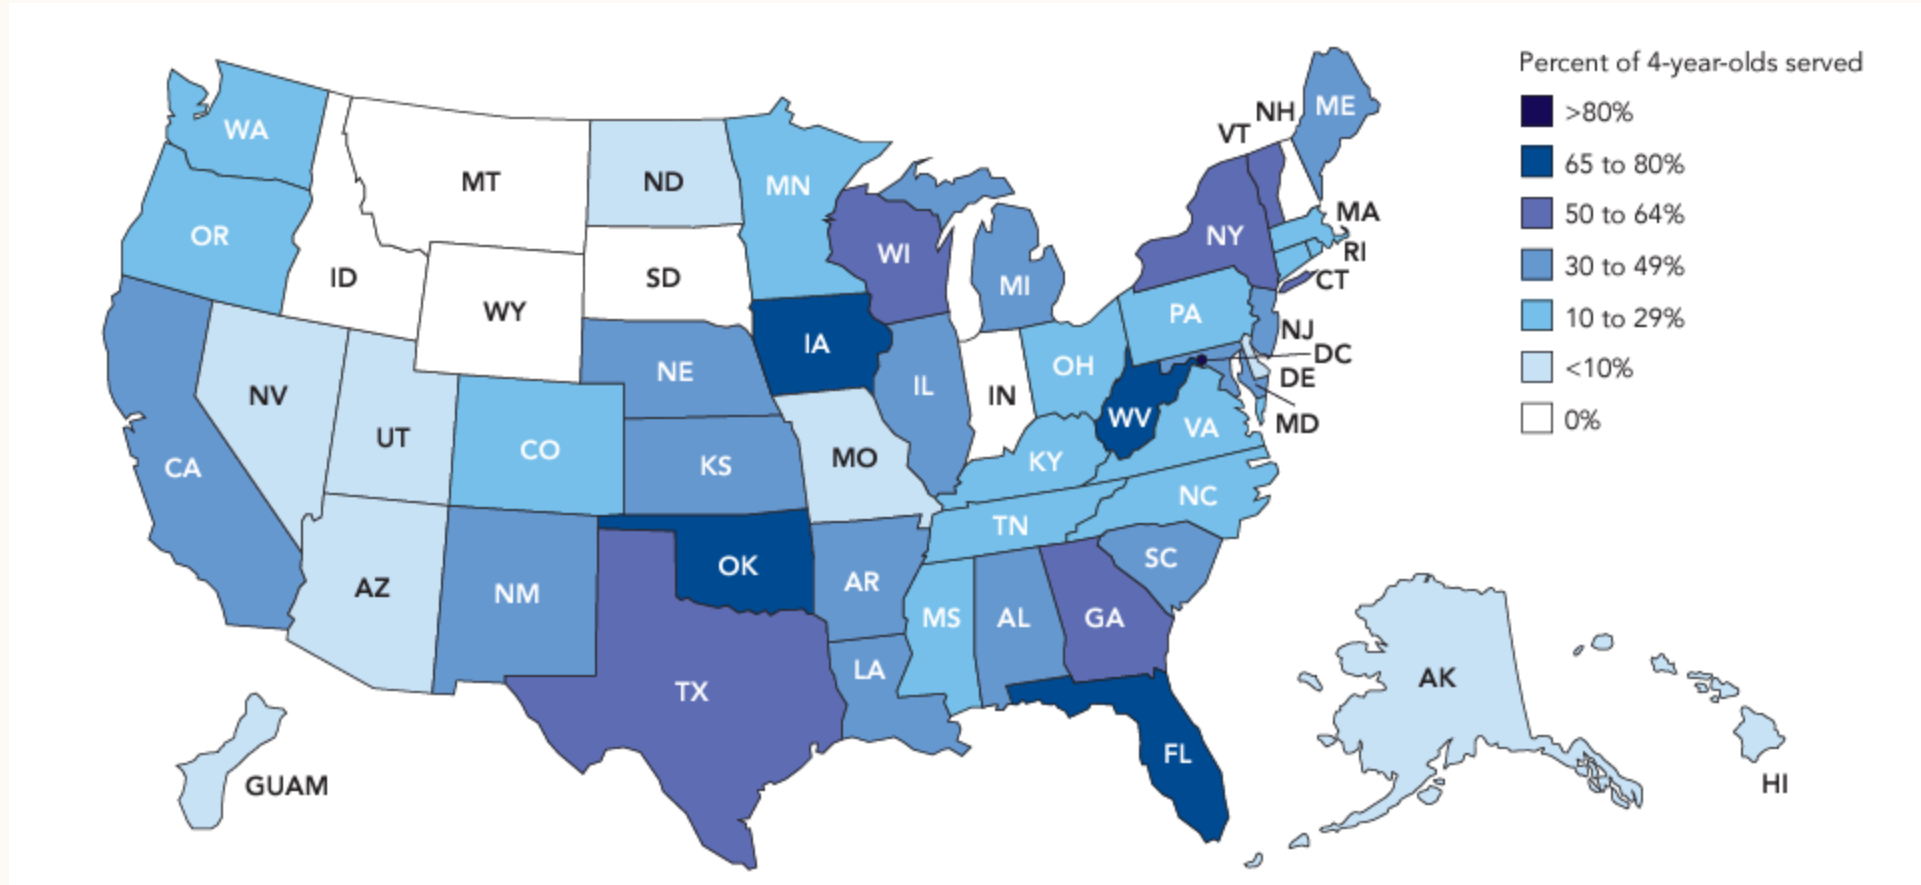 Percent of 4-year-olds served
>80%
65 to 80%
50 to 64%
30 to 49%
10 to 29%
<10%
0%
WA
OR
CA
NV
ID
MT
WY
UT
AZ
CO
NM
ND
SD
NE
KS
OK
TX
MN
IA
MO
AR
LA
WI
IL
MI
IN
OH
KY
TN
MS
AL
GA
FL
SC
NC
VA
WV
PA
NY
VT
NH
ME
MA
RI
CT
NJ
DC
DE
MD
GUAM
AK
HI